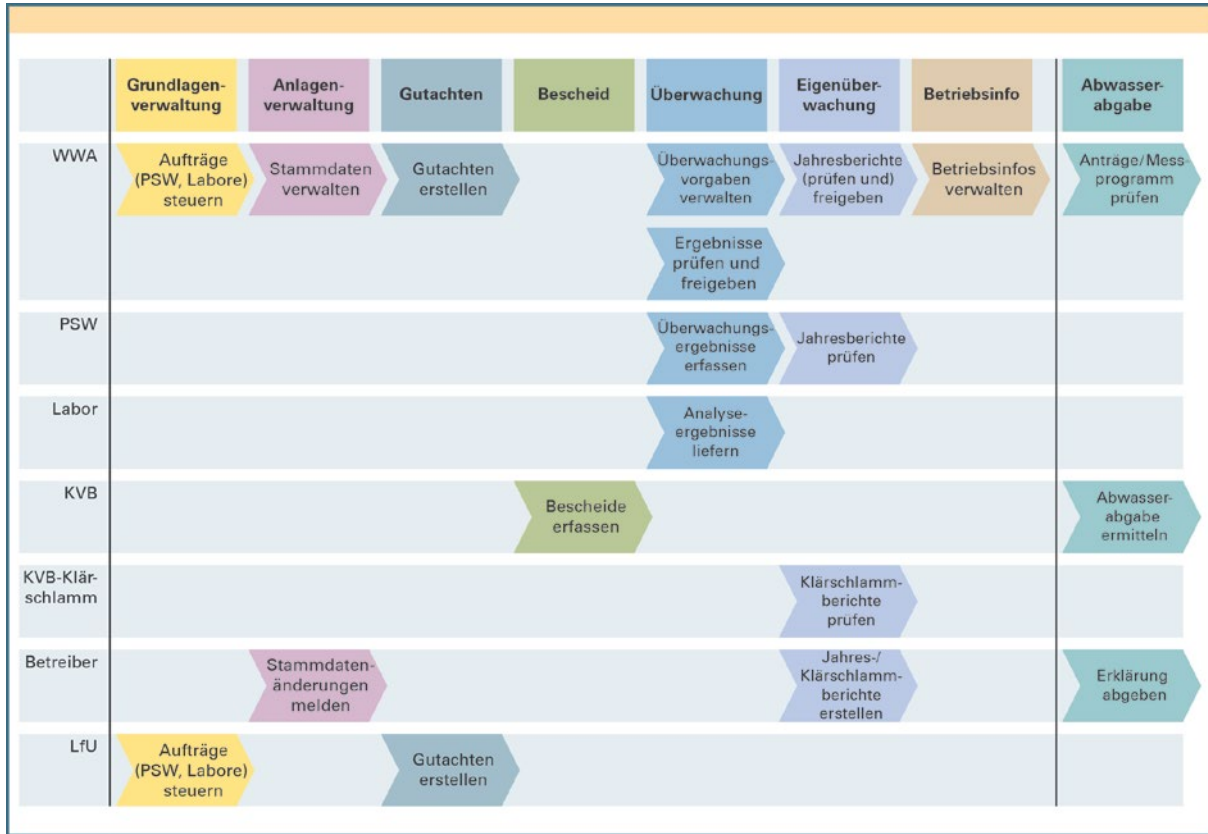 Grundlagen-
verwaltung
Anlagen-
verwaltung
Gutachten
Bescheid
Überwachung
Eigenüber-
wachung
Betriebsinfo
Abwasser-
abgabe
WWA
Aufträge
(PSW, Labore)
steuern
Stammdaten
verwalten
Gutachten
erstellen
Überwachungs-
vorgaben
verwalten
Jahresberichte
(prüfen und)
freigeben
Betriebsinfos
verwalten
Anträge/Mess-
programm
prüfen
Ergebnisse
prüfen und
freigeben
PSW
Überwachungs-
ergebnisse
erfassen
Jahresberichte
prüfen
Labor
Analyse-
ergebnisse
liefern
KVB
Bescheide
erfassen
Abwasser-
abgabe
ermitteln
KVB-Klär-
schlamm
Klärschlamm-
berichte
prüfen
Betreiber
Stammdaten-
änderungen
melden
Jahres-/
Klärschlamm-
berichte
erstellen
Erklärung
abgeben
LfU
Aufträge
(PSW, Labore)
steuern
Gutachten
erstellen